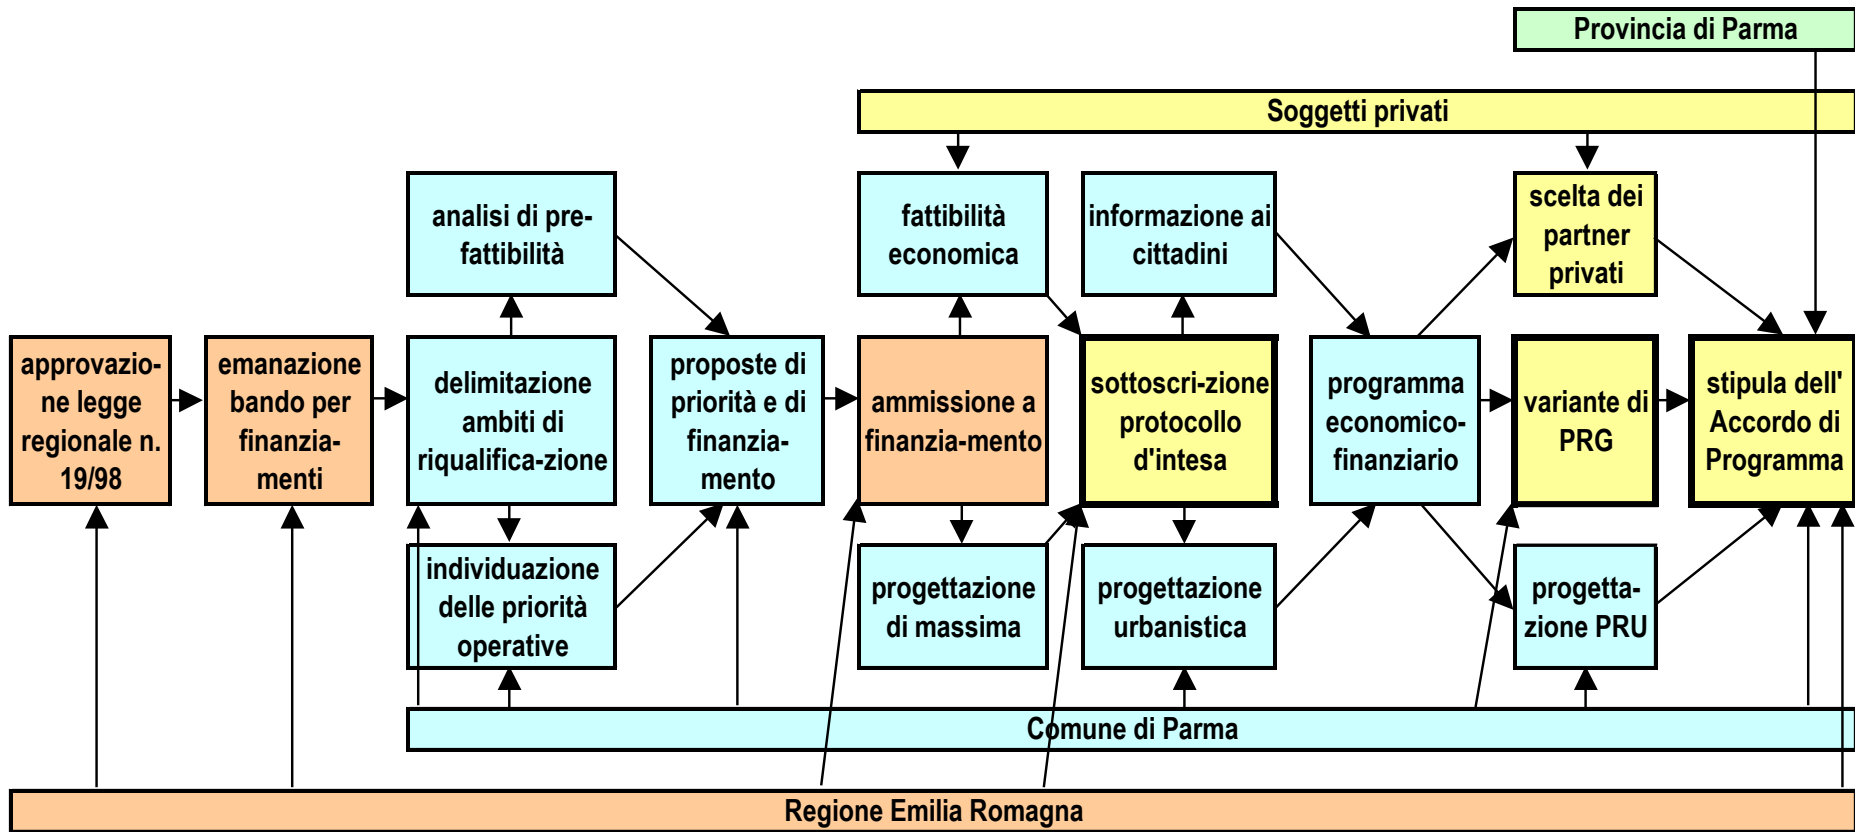 Provincia di Parma
Soggetti privati
analisi di pre-
fattibilità
fattibilità
economica
informazione ai
cittadini
scelta dei
partner
privati
approvazio-
ne legge
regionale n.
19/98
emanazione
bando per
finanzia-
menti
delimitazione
ambiti di
riqualifica-zione
proposte di
priorità e di
finanzia-
mento
ammissione a
finanzia-mento
sottoscri-zione
protocollo
d'intesa
programma
economico-
finanziario
variante di
PRG
stipula dell'
Accordo di
Programma
individuazione
delle priorità
operative
progettazione
di massima
progettazione
urbanistica
progetta-
zione PRU
Comune di Parma
Regione Emilia Romagna